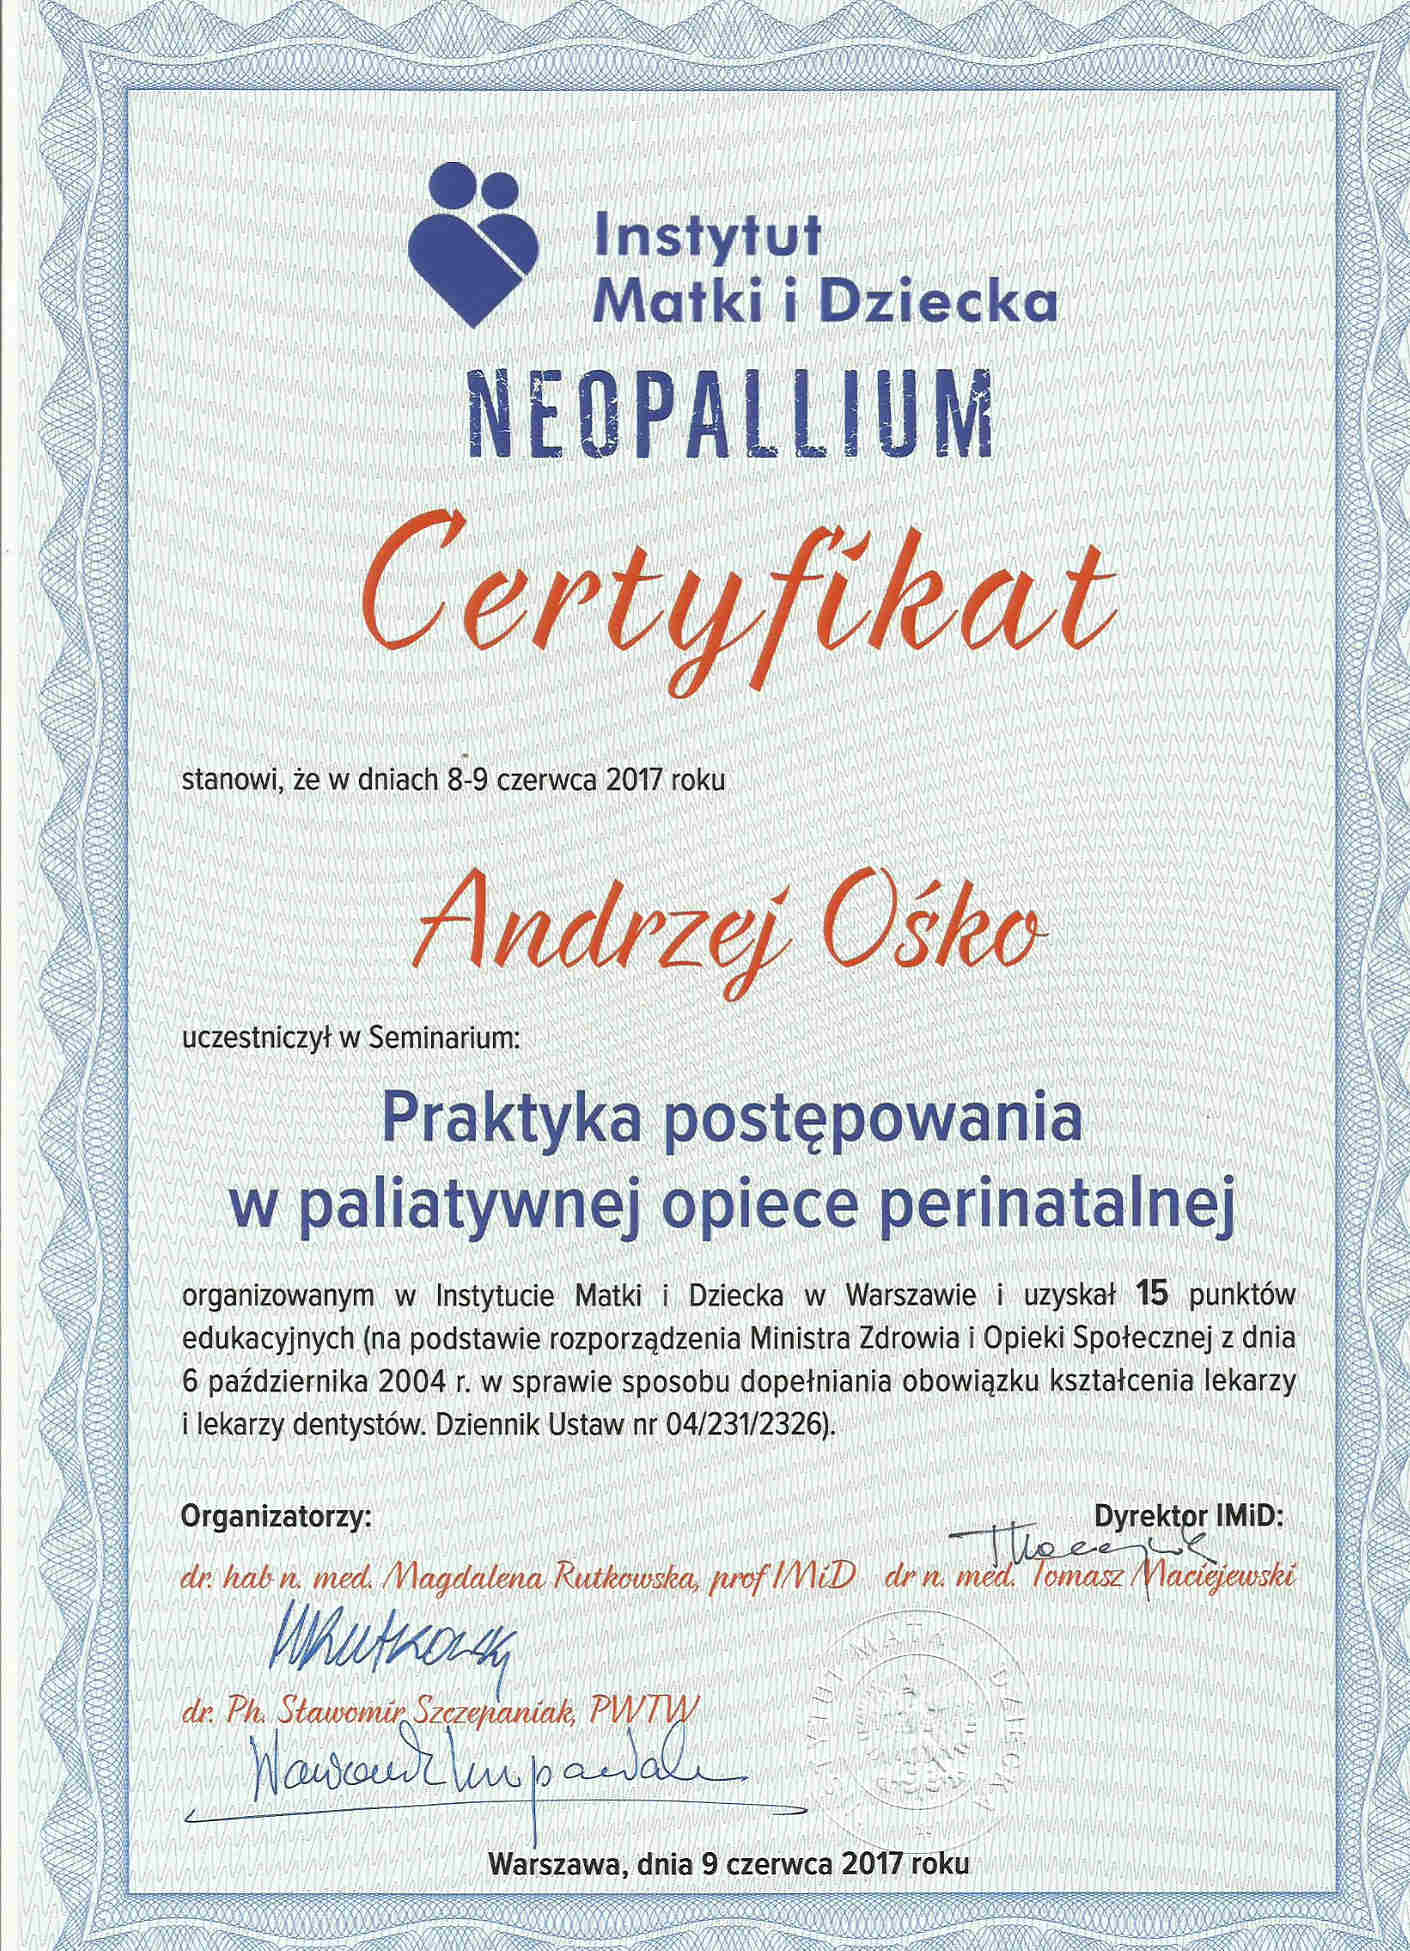 Instytut
Matki i Dziecka
NEOPALLIUM
Certyfikat
stanowi, że w dniach 8-9 czerwca 2017 roku
Andrzej Ośko
uczestniczył w Seminarium:
Praktyka postępowania
w paliatywnej opiece perinatalnej
organizowanym w Instytucie Matki i Dziecka w Warszawie i uzyskał 15 punktów
edukacyjnych (na podstawie rozporządzenia Ministra Zdrowia i Opieki Społecznej z dnia
6 października 2004 r. w sprawie sposobu dopełniania obowiązku kształcenia lekarzy
i lekarzy dentystów. Dziennik Ustaw nr 04/231/2326).
Organizatorzy:
Dyrektor IMiD:
dr. hab n. med. Magdalena Rutkowska, prof IMiD
dr n. med. Tomasz Maciejewski
dr. Ph. Sławomir Szczepaniak, PWTW
INSTYTUT MATKI I DZIECKA
Warszawa, dnia 9 czerwca 2017 roku